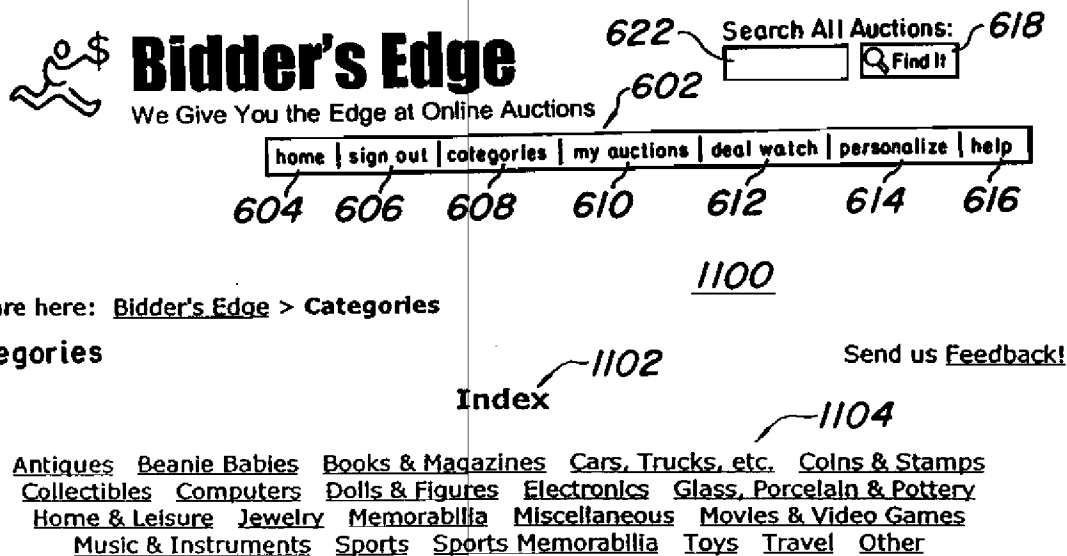 622 Search All Auctions: 618
$ Bidder's Edge Find It
We Give You the Edge at Online Auctions 602
home | sign out | categories | my auctions | deal watch | personalize | help
604 606 608 610 612 614 616
1100
are here: Bidder's Edge > Categories
egories Send us Feedback!
1102
Index
1104
Antiques Beanie Babies Books & Magazines Cars, Trucks, etc. Coins & Stamps
Collectibles Computers Dolls & Figures Electronics Glass, Porcelain & Pottery
Home & Leisure Jewelry Memorabilia Miscellaneous Movies & Video Games
Music & Instruments Sports Sports Memorabilia Toys Travel Other